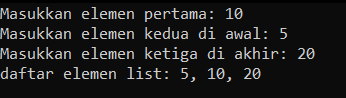 Masukkan elemen pertama: 10
Masukkan elemen kedua di awal: 5
Masukkan elemen ketiga di akhir: 20
daftar elemen list: 5, 10, 20